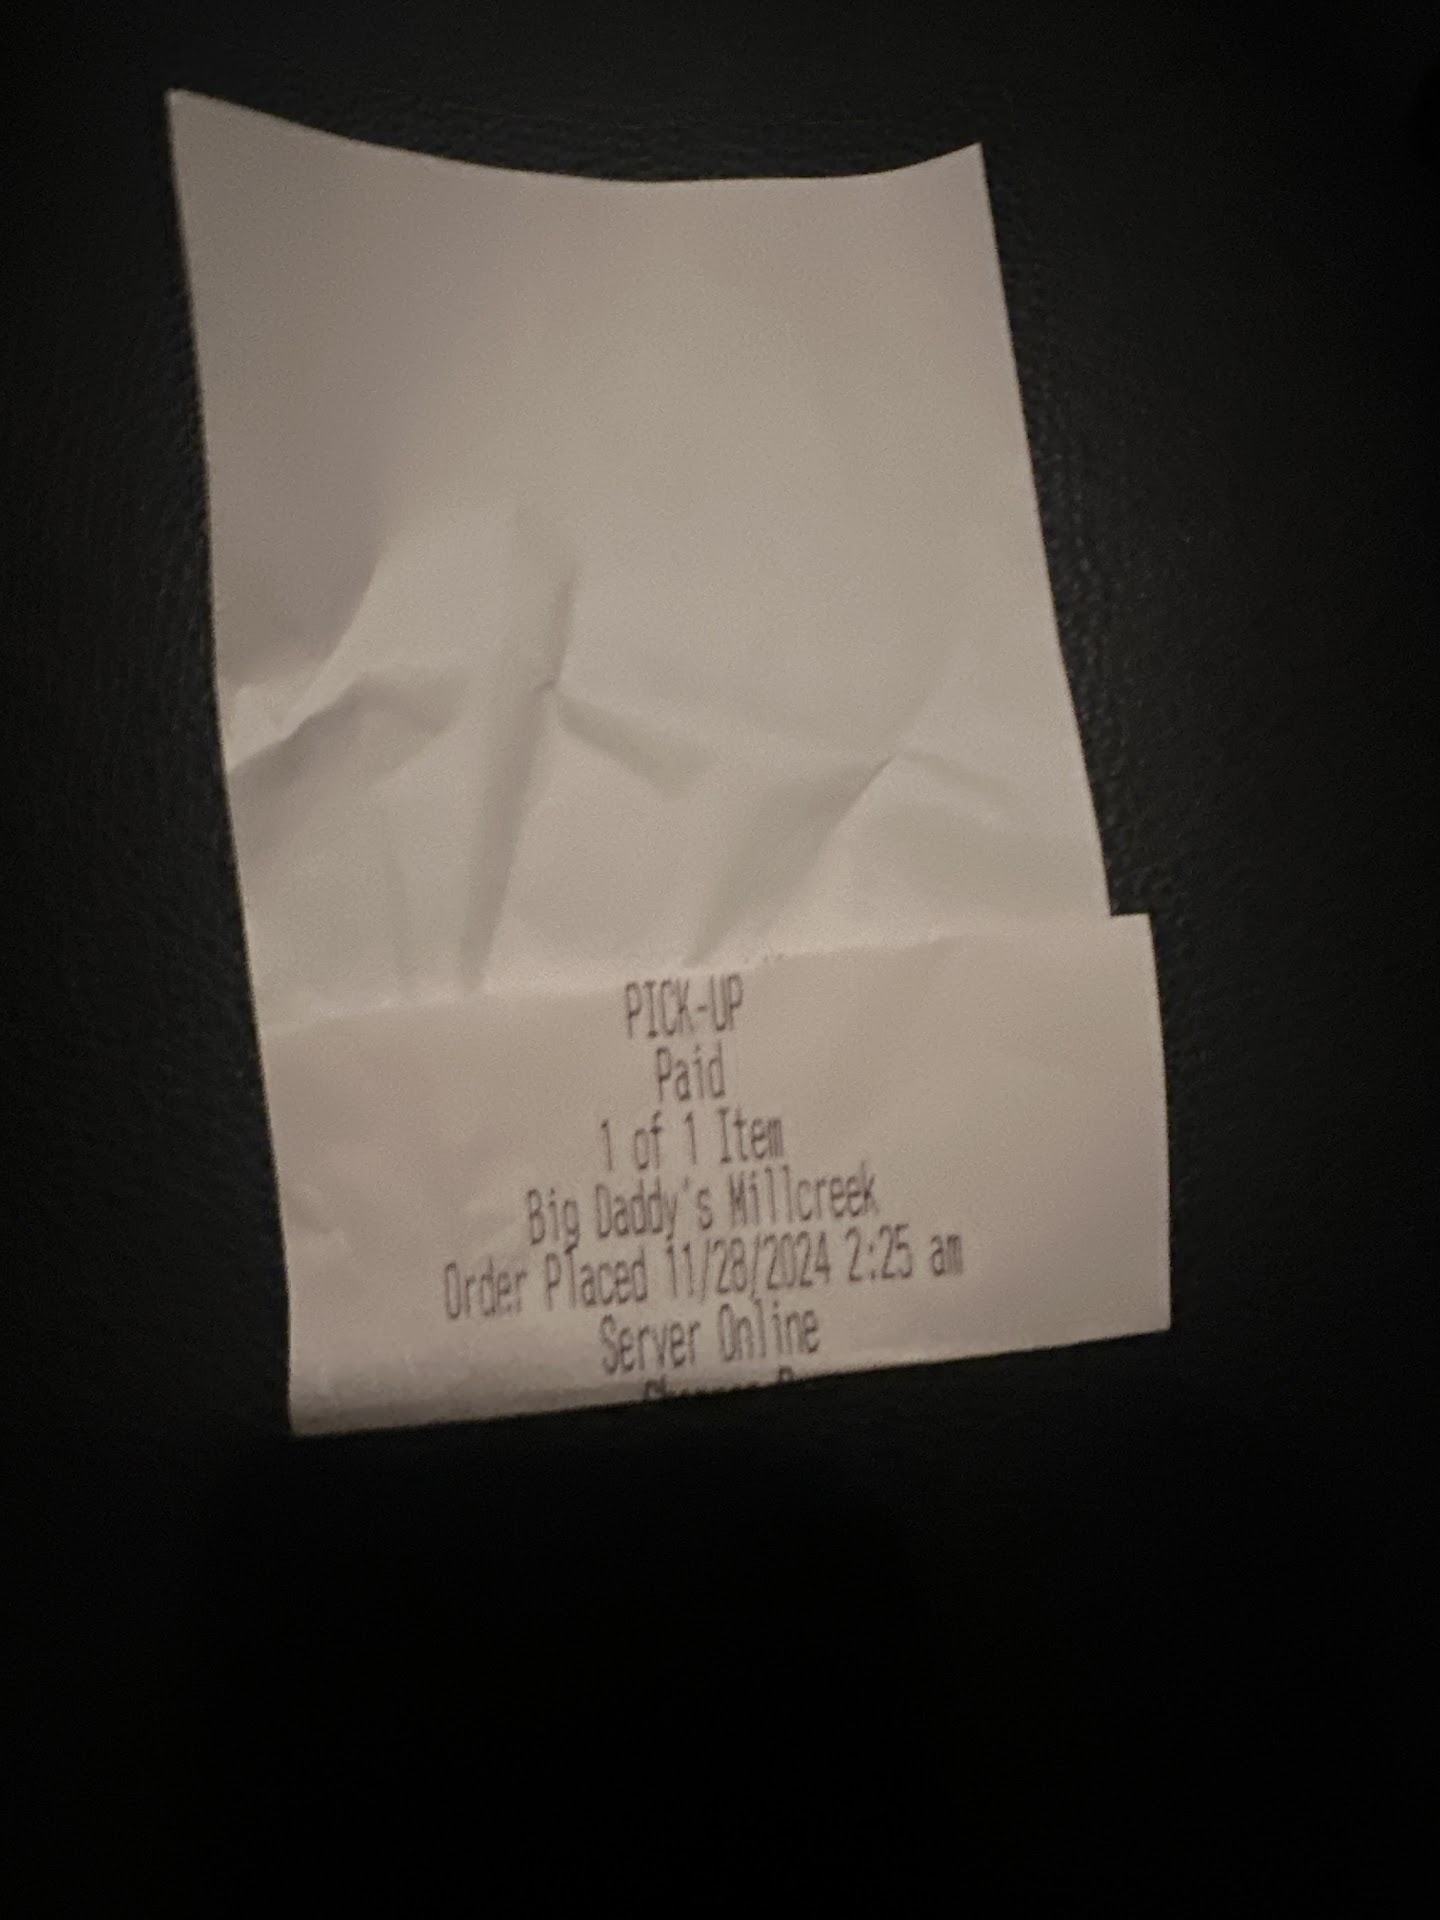 PICK-UP
Paid
1 of 1 Item
Big Daddy's Millcreek
Order Placed 11/28/2024 2:25 am
Server Online